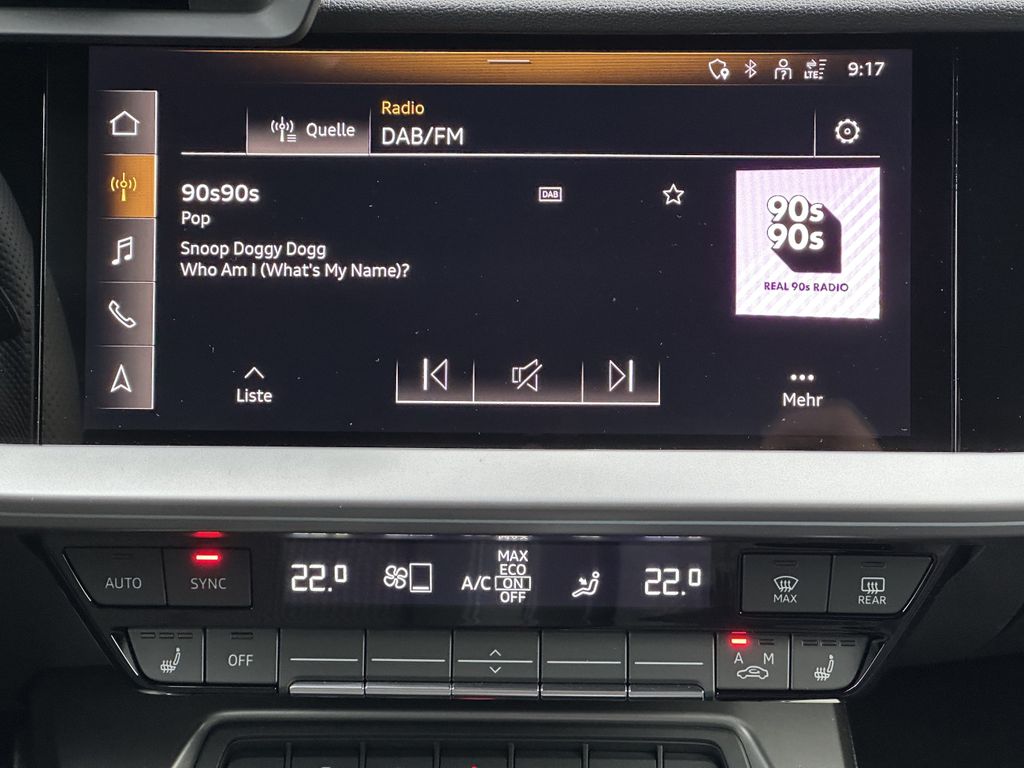 LTE 9:17
Quelle
Radio
DAB/FM
90s90s
DAB
Pop
Snoop Doggy Dogg
Who Am I (What's My Name)?
90s
90s
REAL 90s RADIO
Liste
Mehr
AUTO
SYNC
22.0
A/C
MAX
ECO
ON
OFF
22.0
MAX
REAR
OFF
A M